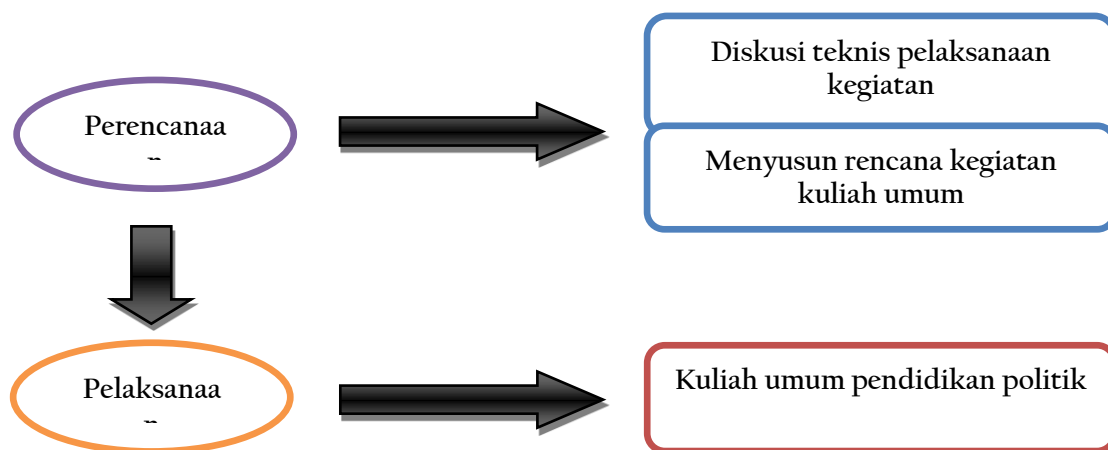 Diskusi teknis pelaksanaan
kegiatan
Perencanaa
n
Menyusun rencana kegiatan
kuliah umum
Pelaksanaa
n
Kuliah umum pendidikan politik